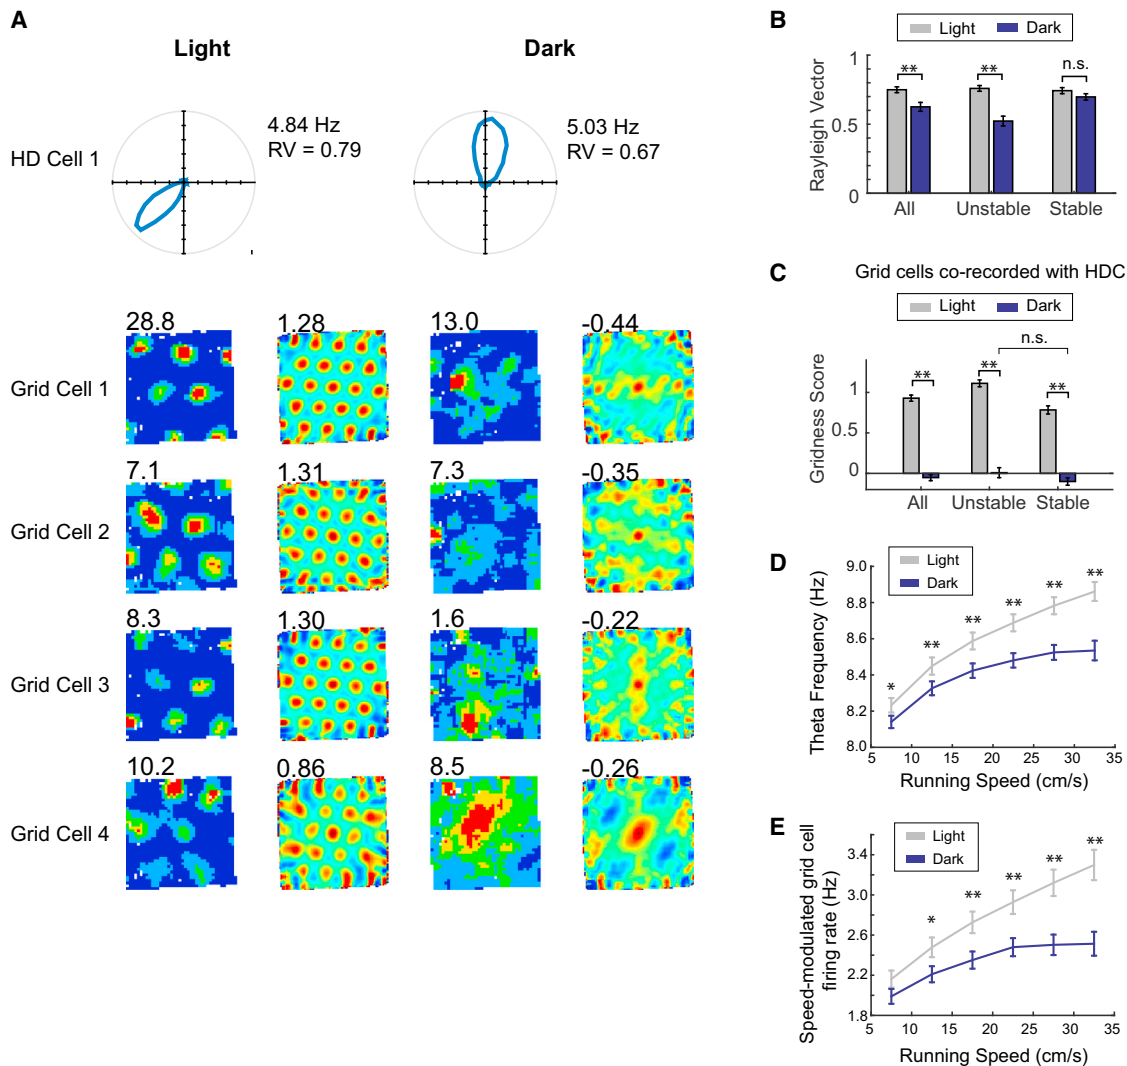 A
Light
Dark
HD Cell 1
4.84 Hz
RV = 0.79
5.03 Hz
RV = 0.67
28.8
1.28
13.0
-0.44
Grid Cell 1
7.1
1.31
7.3
-0.35
Grid Cell 2
8.3
1.30
1.6
-0.22
Grid Cell 3
10.2
0.86
8.5
-0.26
Grid Cell 4
B
Light
Dark
Rayleigh Vector
1
0.5
0
**
**
n.s.
All
Unstable
Stable
C
Grid cells co-recorded with HDC
Light
Dark
n.s.
Gridness Score
1
0.5
0
**
**
**
All
Unstable
Stable
D
Light
Dark
Theta Frequency (Hz)
9.0
8.8
8.6
8.4
8.2
8.0
*
**
**
**
**
**
5
10
15
20
25
30
35
Running Speed (cm/s)
E
Light
Dark
Speed-modulated grid cell
firing rate (Hz)
3.4
3.0
2.6
2.2
1.8
*
**
**
**
**
5
10
15
20
25
30
35
Running Speed (cm/s)